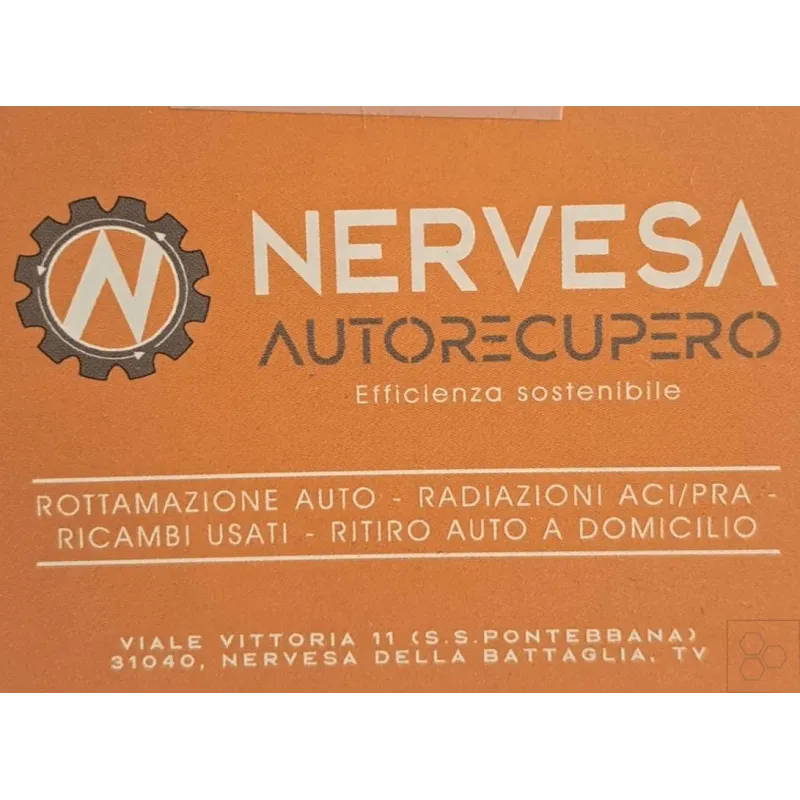 N
NERVESA
AUTORECUPERO
Efficienza sostenibile
ROTTAMAZIONE AUTO - RADIAZIONI ACI/PRA -
RICAMBI USATI - RITIRO AUTO A DOMICILIO
VIALE VITTORIA 11 (S.S.PONTEBBANA)
31040, NERVESA DELLA BATTAGLIA, TV